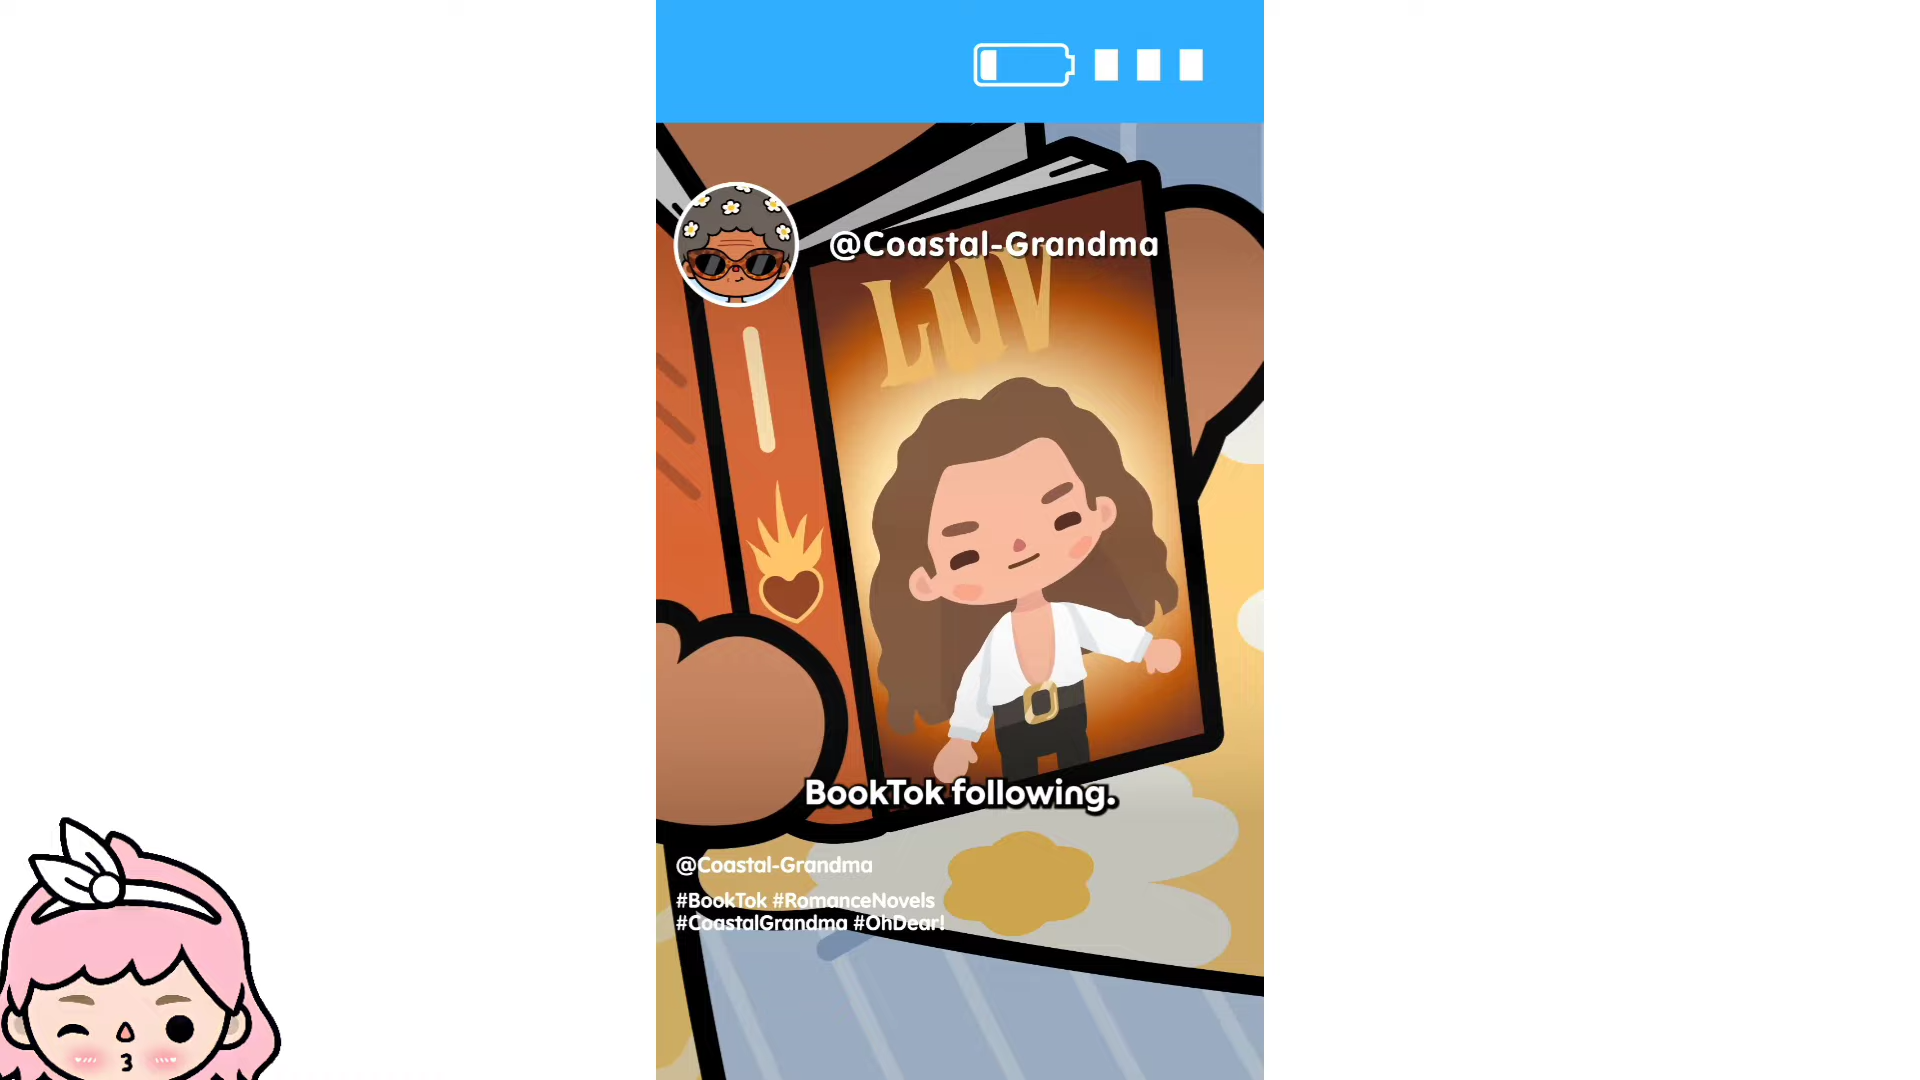 @Coastal-Grandma
LUV
BookTok following.
@Coastal-Grandma
#BookTok #RomanceNovels
#CoastalGrandma #OhDear!